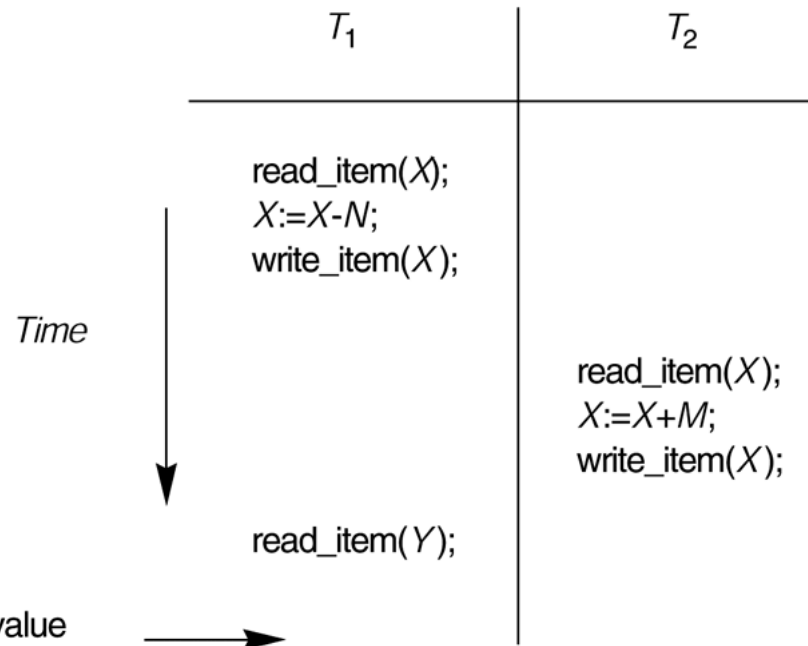 T1 T2
read_item(X);
X:=X-N;
write_item(X);
Time
read_item(X);
X:=X+M;
write_item(X);
read_item(Y);
value